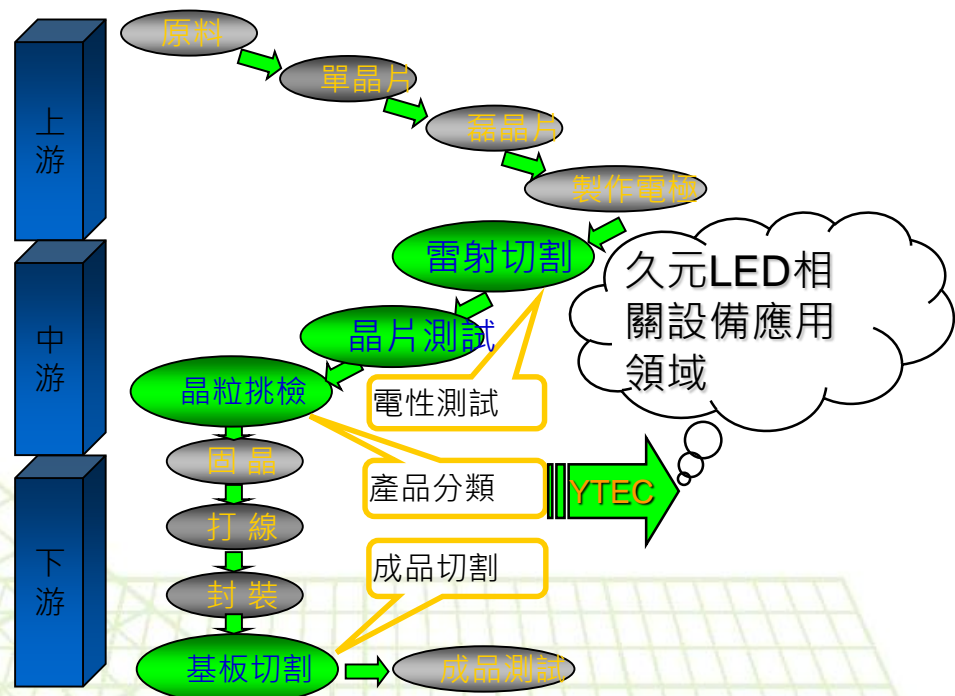 原料
單晶片
磊晶片
製作電極
上
游
雷射切割
久元LED相
關設備應用
領域
晶片測試
中
游
晶粒挑檢
電性測試
固 晶
產品分類
YTEC
打 線
成品切割
下
游
封 裝
基板切割
成品測試